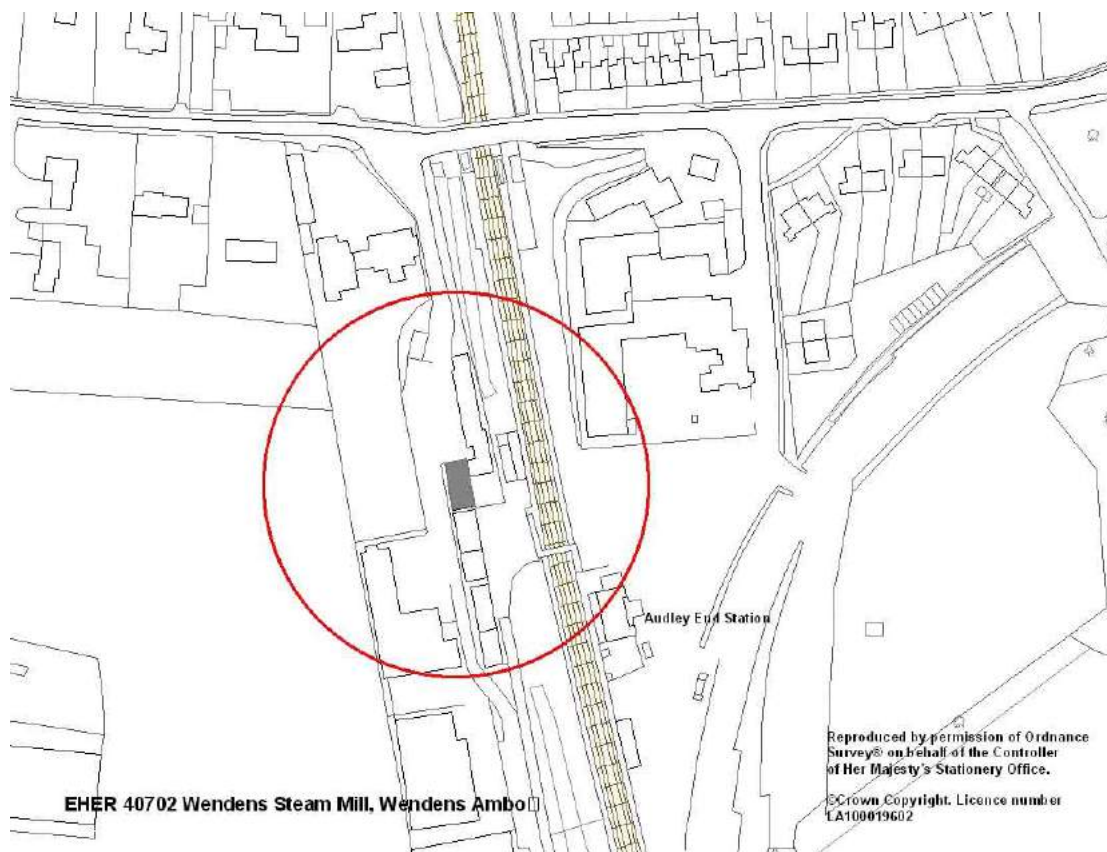 Audley End Station
Reproduced by permission of Ordnance
Survey® on behalf of the Controller
of Her Majesty's Stationery Office.
©Crown Copyright. Licence number
LA100019602
EHER 40702 Wendens Steam Mill, Wendens Ambo